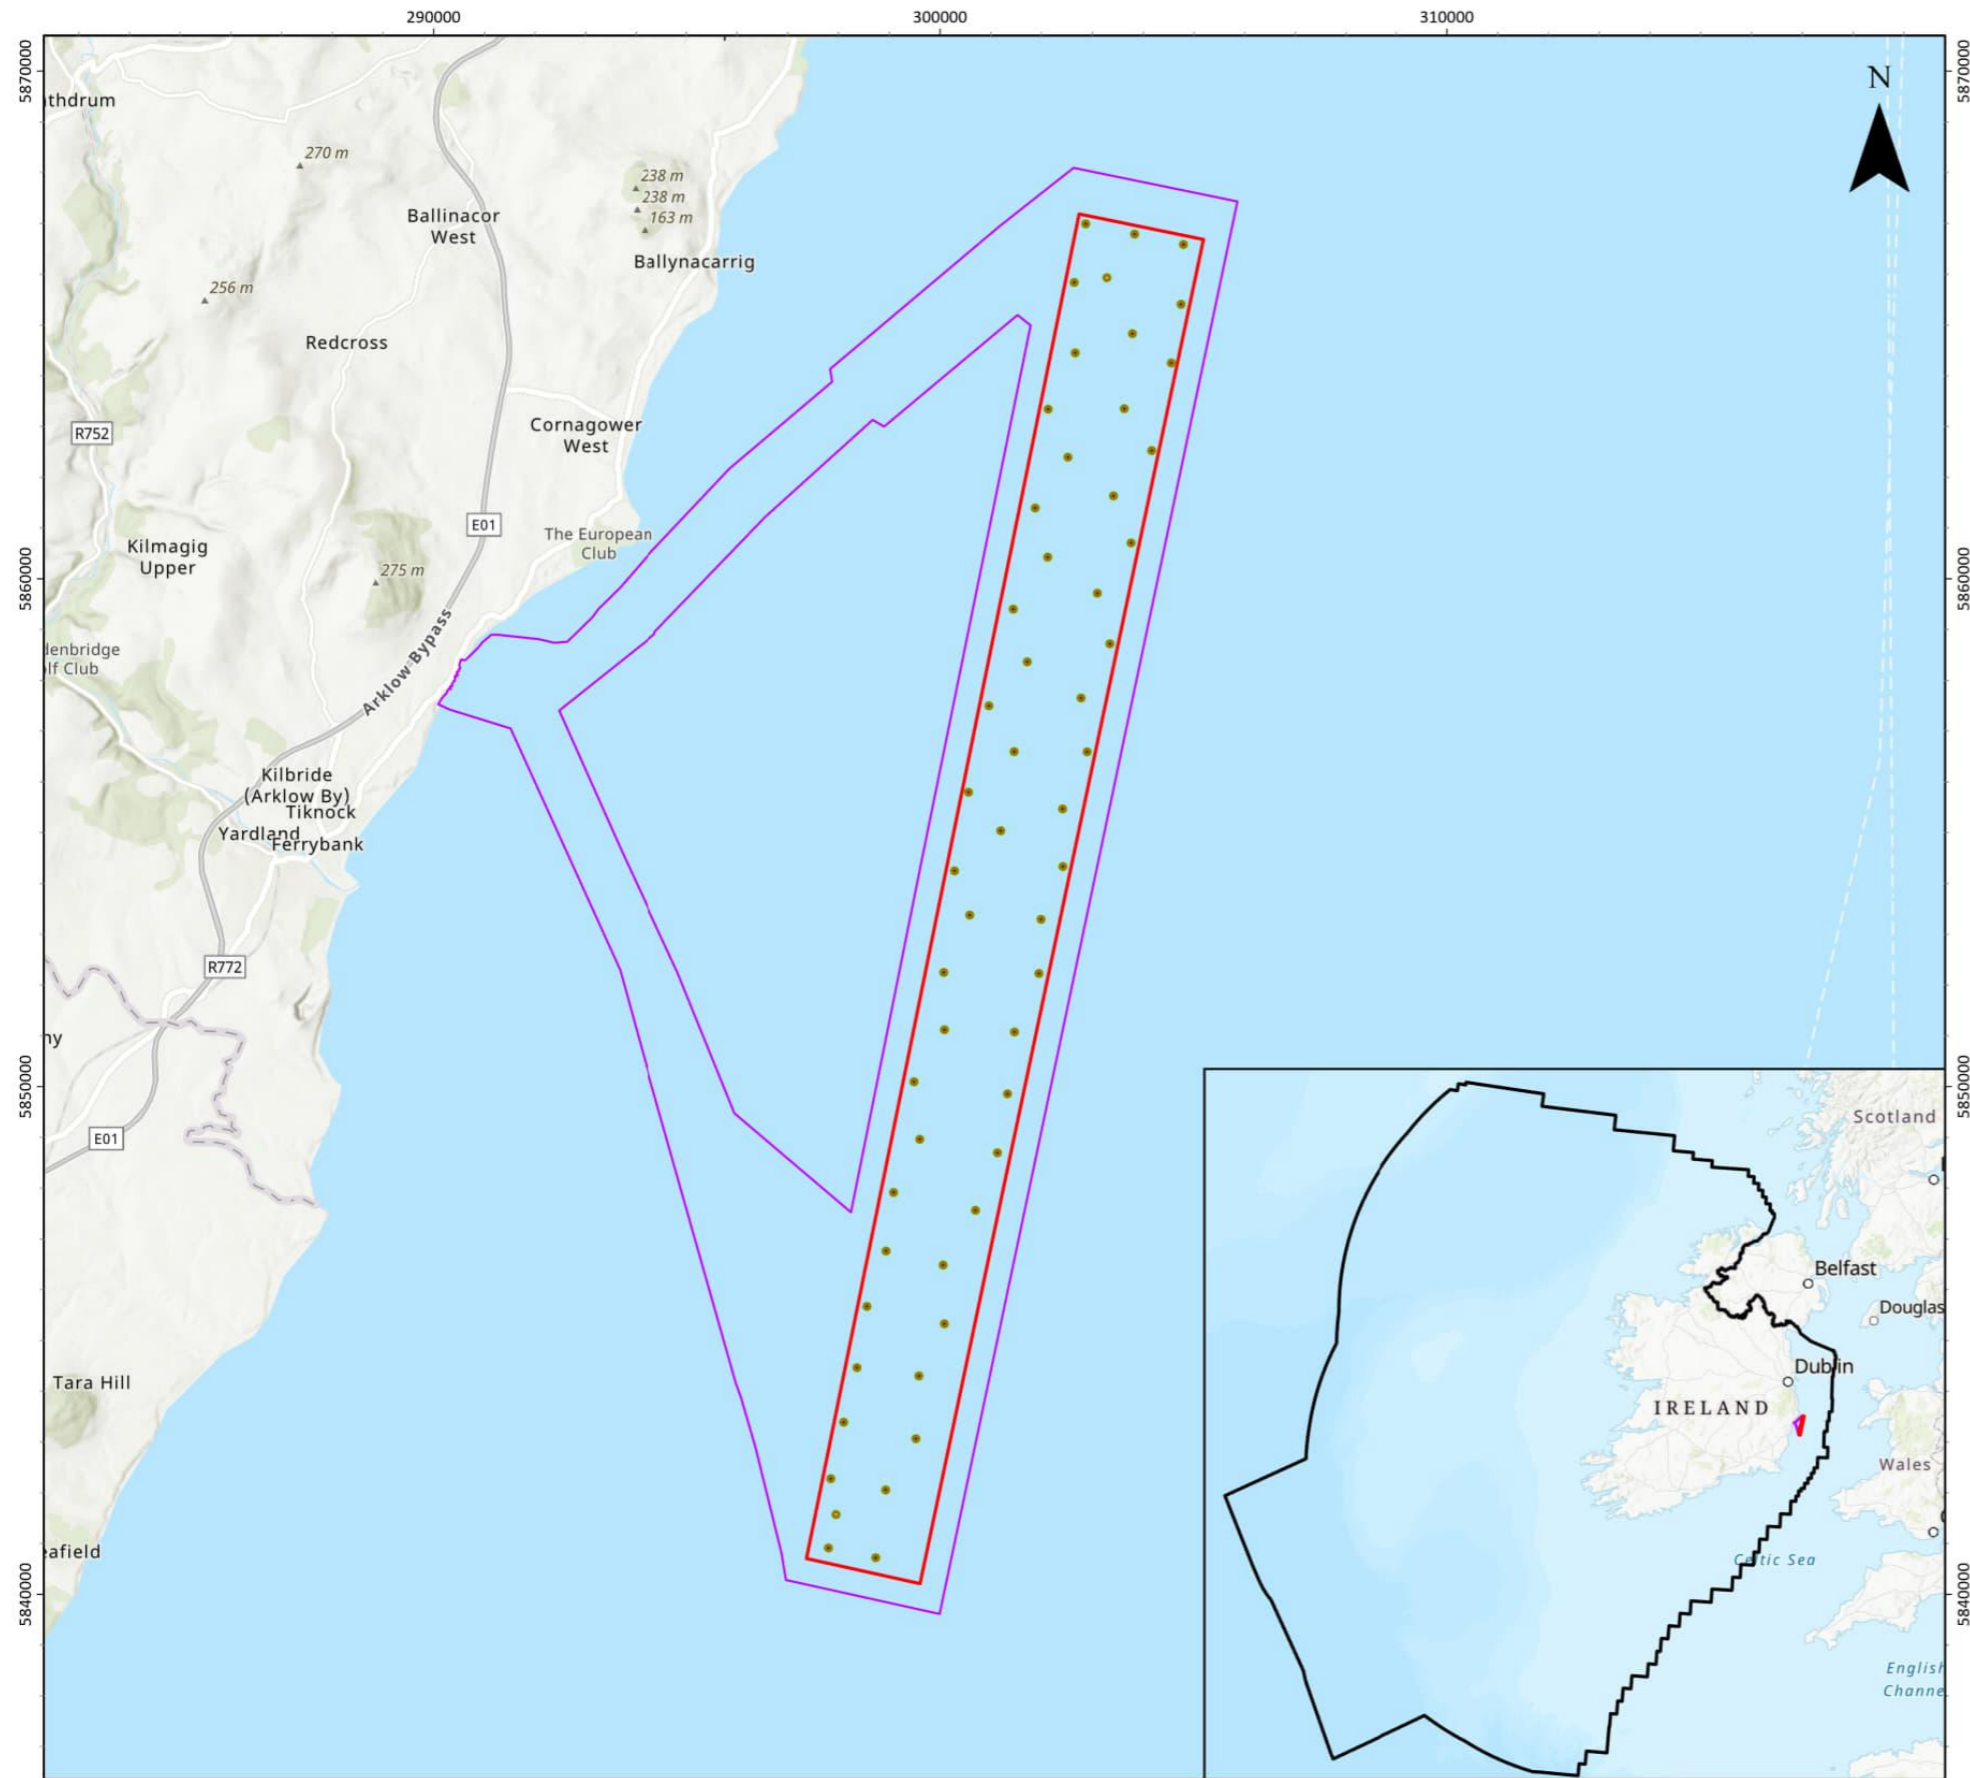 290000
300000
310000
5870000
5870000
N
thdrum
270 m
238 m
238 m
163 m
Ballinacor
West
Ballynacarrig
256 m
Redcross
R752
Cornagower
West
E01
The European
Club
Kilmagig
Upper
275 m
5860000
5860000
denbridge
lf Club
Arklow Bypass
Kilbride
(Arklow By)
Tiknock
Yardland
Ferrybank
R772
ny
5850000
5850000
E01
Scotland
Belfast
Douglas
Dublin
IRELAND
Tara Hill
Wales
eafield
Celtic Sea
5840000
5840000
English
Channe